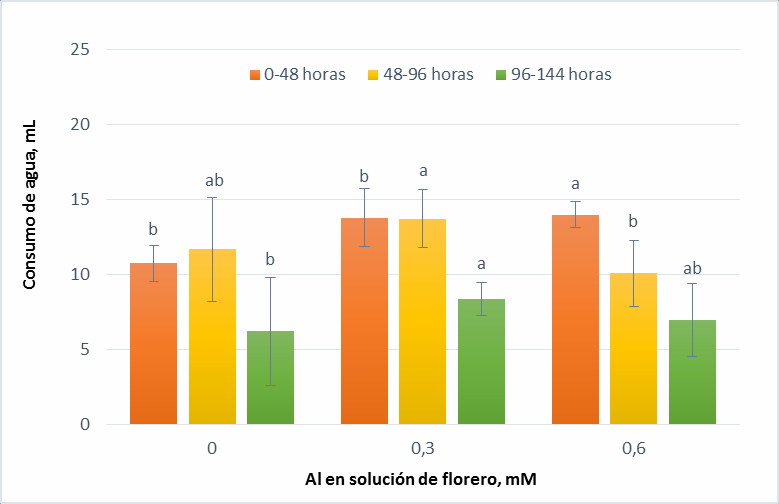 25
0-48 horas 48-96 horas 96-144 horas
20
Consumo de agua, mL
15
b ab b b a a a b ab
10
5
0
0 0,3 0,6
Al en solución de florero, mM